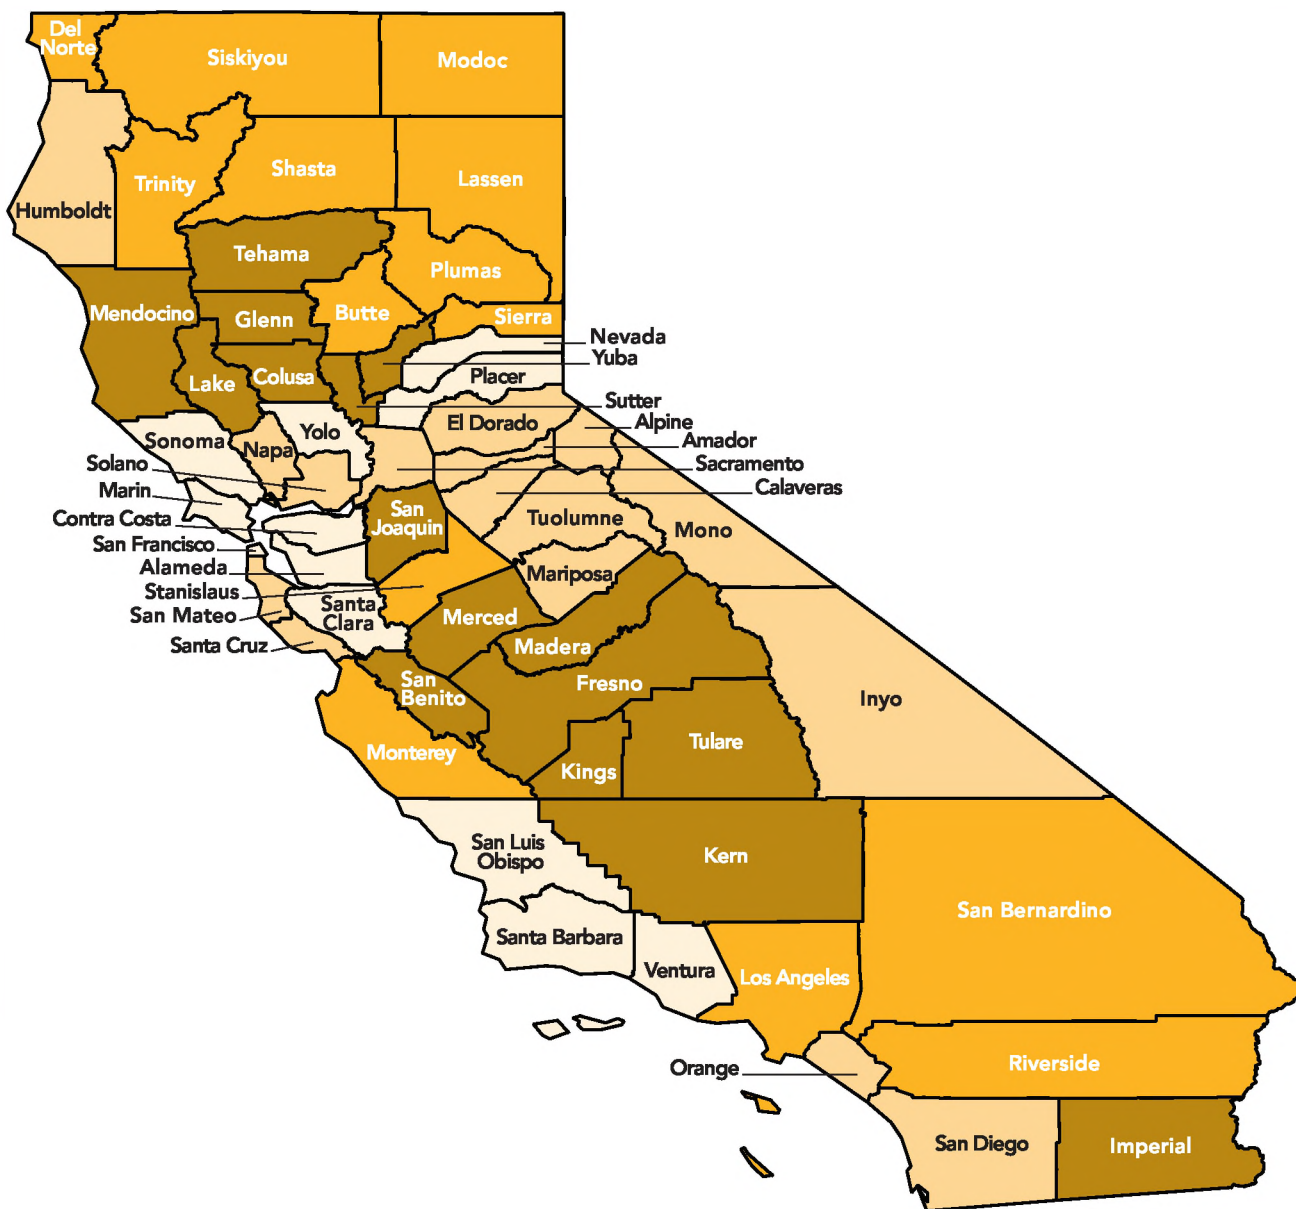 Del
Norte
Siskiyou
Modoc
Trinity
Shasta
Lassen
Humboldt
Tehama
Plumas
Mendocino
Glenn
Butte
Sierra
Nevada
Yuba
Lake
Colusa
Placer
Sutter
Alpine
Sonoma
Napa
Yolo
El Dorado
Amador
Solano
Sacramento
Marin
Calaveras
Contra Costa
San
Joaquin
Tuolumne
Mono
San Francisco
Alameda
Mariposa
Stanislaus
San Mateo
Santa
Clara
Merced
Santa Cruz
Madera
San
Benito
Fresno
Inyo
Monterey
Kings
Tulare
San Luis
Obispo
Kern
San Bernardino
Santa Barbara
Ventura
Los Angeles
Orange
Riverside
San Diego
Imperial